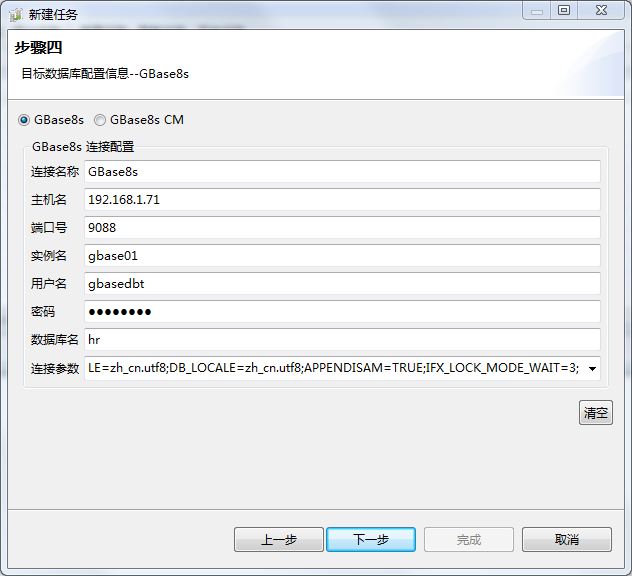 新建任务
步骤四
目标数据库配置信息--GBase8s
GBase8s GBase8s CM
GBase8s 连接配置
连接名称 GBase8s
主机名 192.168.1.71
端口号 9088
实例名 gbase01
用户名 gbasedbt
密码 ●●●●●●●●
数据库名 hr
连接参数 LE=zh_cn.utf8;DB_LOCALE=zh_cn.utf8;APPENDISAM=TRUE;IFX_LOCK_MODE_WAIT=3;
清空
上一步 下一步 完成 取消